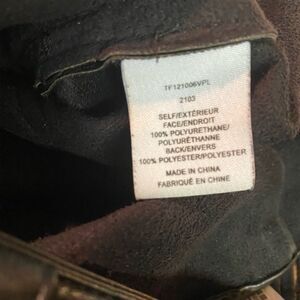 TF121006VPL
2103
SELF/EXTÉRIEUR
FACE/ENDROIT
100% POLYURETHANE/
POLYURÉTHANNE
BACK/ENVERS
100% POLYESTER/POLYESTER
MADE IN CHINA
FABRIQUÉ EN CHINE